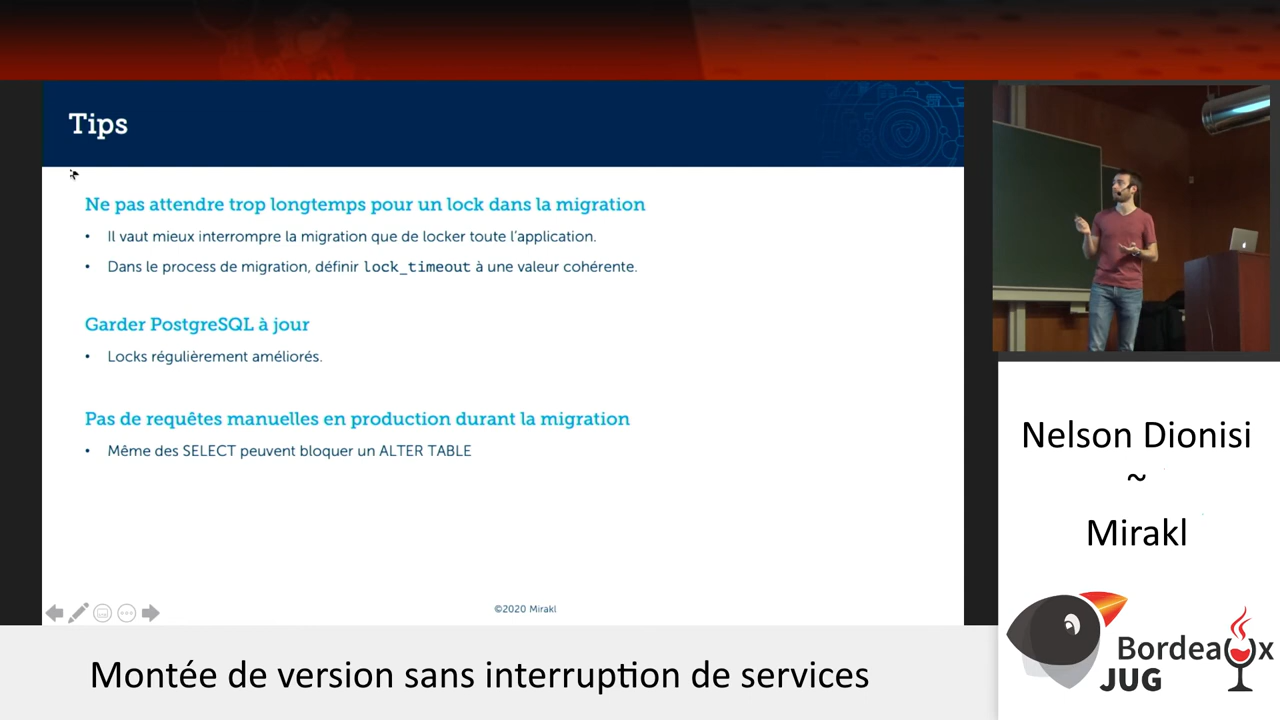 Tips
Ne pas attendre trop longtemps pour un lock dans la migration
• Il vaut mieux interrompre la migration que de locker toute l'application.
• Dans le process de migration, définir lock_timeout à une valeur cohérente.
Garder PostgreSQL à jour
• Locks régulièrement améliorés.
Pas de requêtes manuelles en production durant la migration
• Même des SELECT peuvent bloquer un ALTER TABLE
©2020 Mirakl
Nelson Dionisi
~
Mirakl
Bordeaux
JUG
Montée de version sans interruption de services